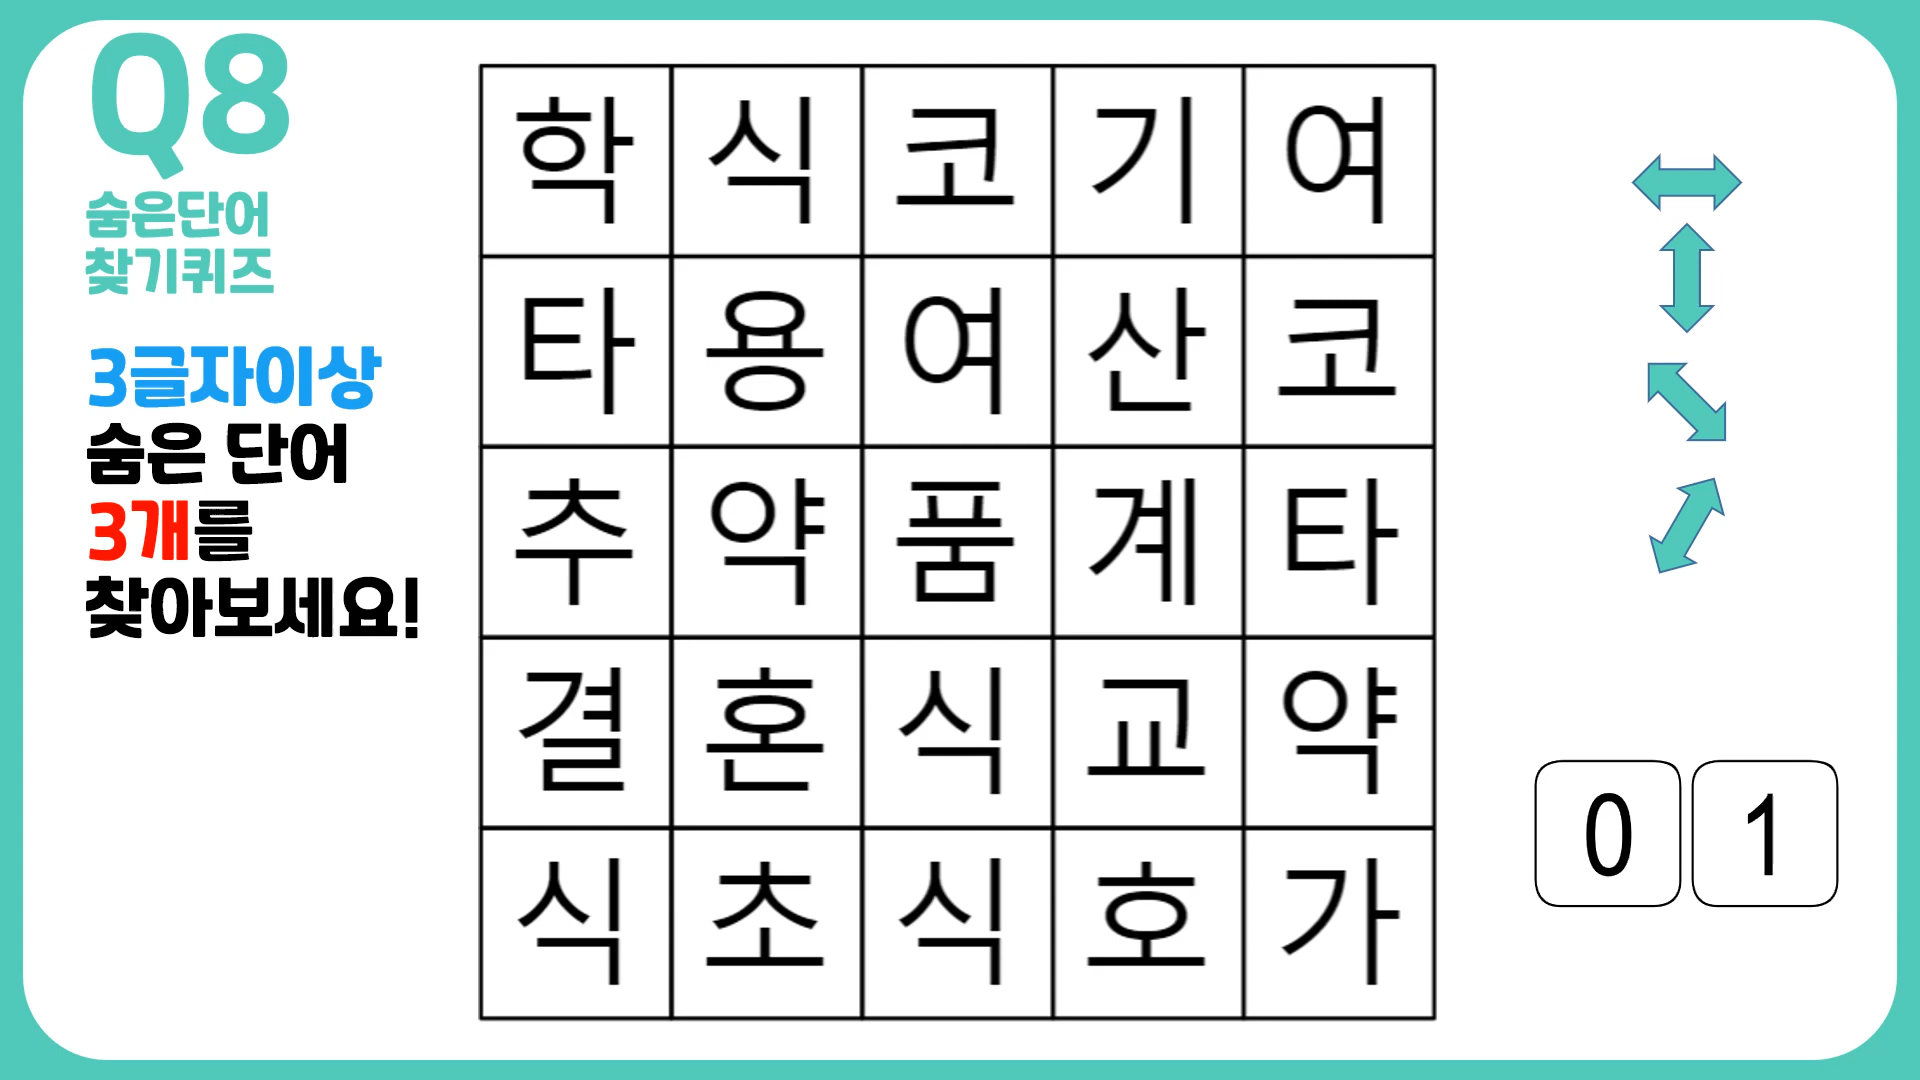 Q8
숨은단어
찾기퀴즈
3글자이상
숨은 단어
3개를
찾아보세요!
학 식 코 기 여
타 용 여 산 코
추 약 품 계 타
결 혼 식 교 약
식 초 식 호 가
0 1